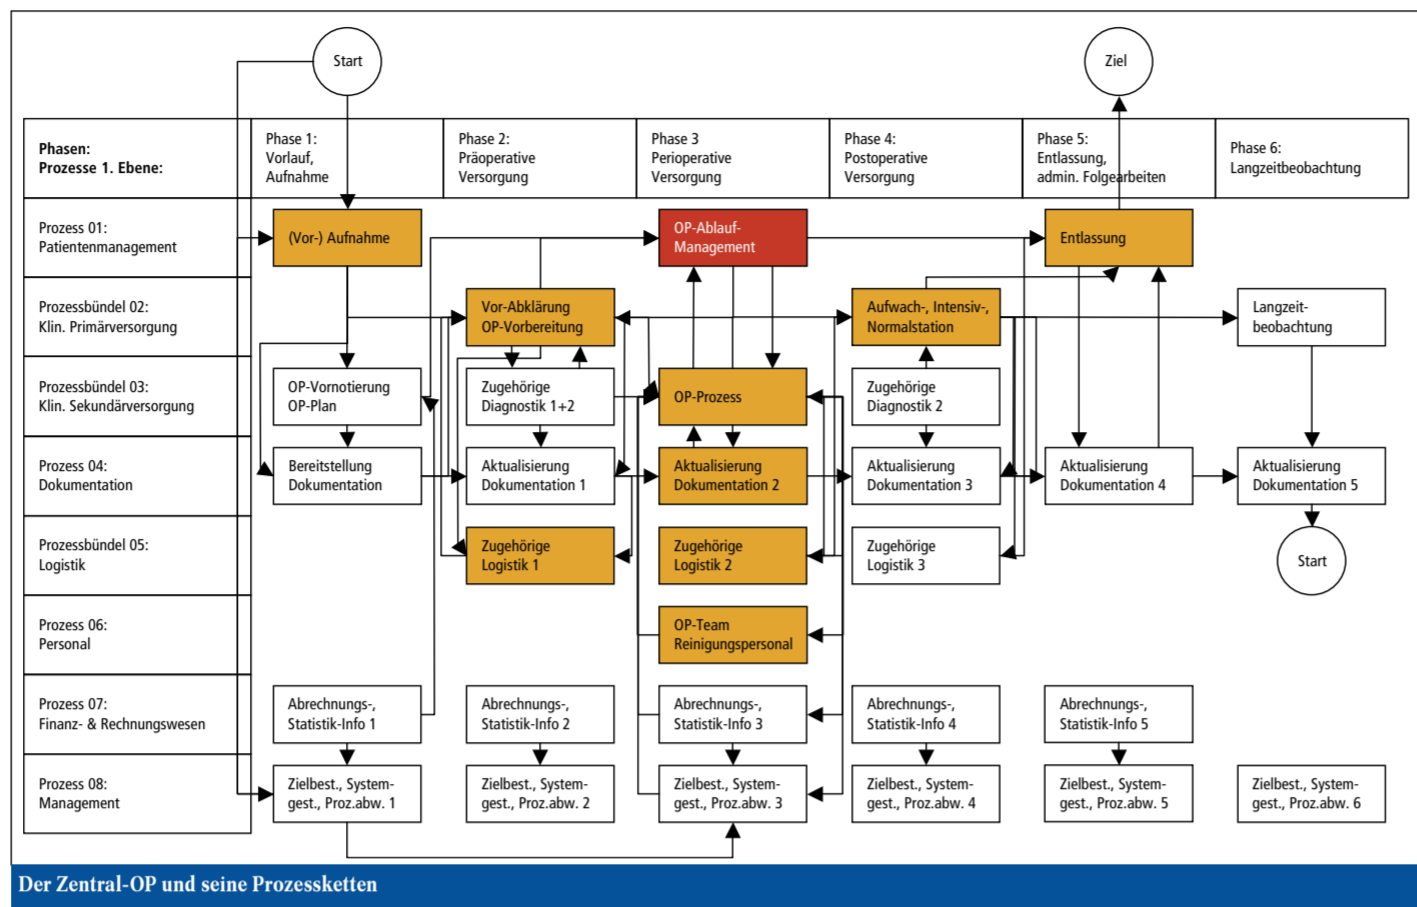 Start
Ziel
Phasen:
Prozesse 1. Ebene:
Phase 1:
Vorlauf,
Aufnahme
Phase 2:
Präoperative
Versorgung
Phase 3
Perioperative
Versorgung
Phase 4:
Postoperative
Versorgung
Phase 5:
Entlassung,
admin. Folgearbeiten
Phase 6:
Langzeitbeobachtung
Prozess 01:
Patientenmanagement
(Vor-) Aufnahme
OP-Ablauf-
Management
Entlassung
Prozessbündel 02:
Klin. Primärversorgung
Vor-Abklärung
OP-Vorbereitung
Aufwach-, Intensiv-,
Normalstation
Langzeit-
beobachtung
Prozessbündel 03:
Klin. Sekundärversorgung
OP-Vornotierung
OP-Plan
Zugehörige
Diagnostik 1+2
OP-Prozess
Zugehörige
Diagnostik 2
Prozess 04:
Dokumentation
Bereitstellung
Dokumentation
Aktualisierung
Dokumentation 1
Aktualisierung
Dokumentation 2
Aktualisierung
Dokumentation 3
Aktualisierung
Dokumentation 4
Aktualisierung
Dokumentation 5
Prozessbündel 05:
Logistik
Zugehörige
Logistik 1
Zugehörige
Logistik 2
Zugehörige
Logistik 3
Start
Prozess 06:
Personal
OP-Team
Reinigungspersonal
Prozess 07:
Finanz- & Rechnungswesen
Abrechnungs-,
Statistik-Info 1
Abrechnungs-,
Statistik-Info 2
Abrechnungs-,
Statistik-Info 3
Abrechnungs-,
Statistik-Info 4
Abrechnungs-,
Statistik-Info 5
Prozess 08:
Management
Zielbest., System-
gest., Proz.abw. 1
Zielbest., System-
gest., Proz.abw. 2
Zielbest., System-
gest., Proz.abw. 3
Zielbest., System-
gest., Proz.abw. 4
Zielbest., System-
gest., Proz.abw. 5
Zielbest., System-
gest., Proz.abw. 6
Der Zentral-OP und seine Prozessketten